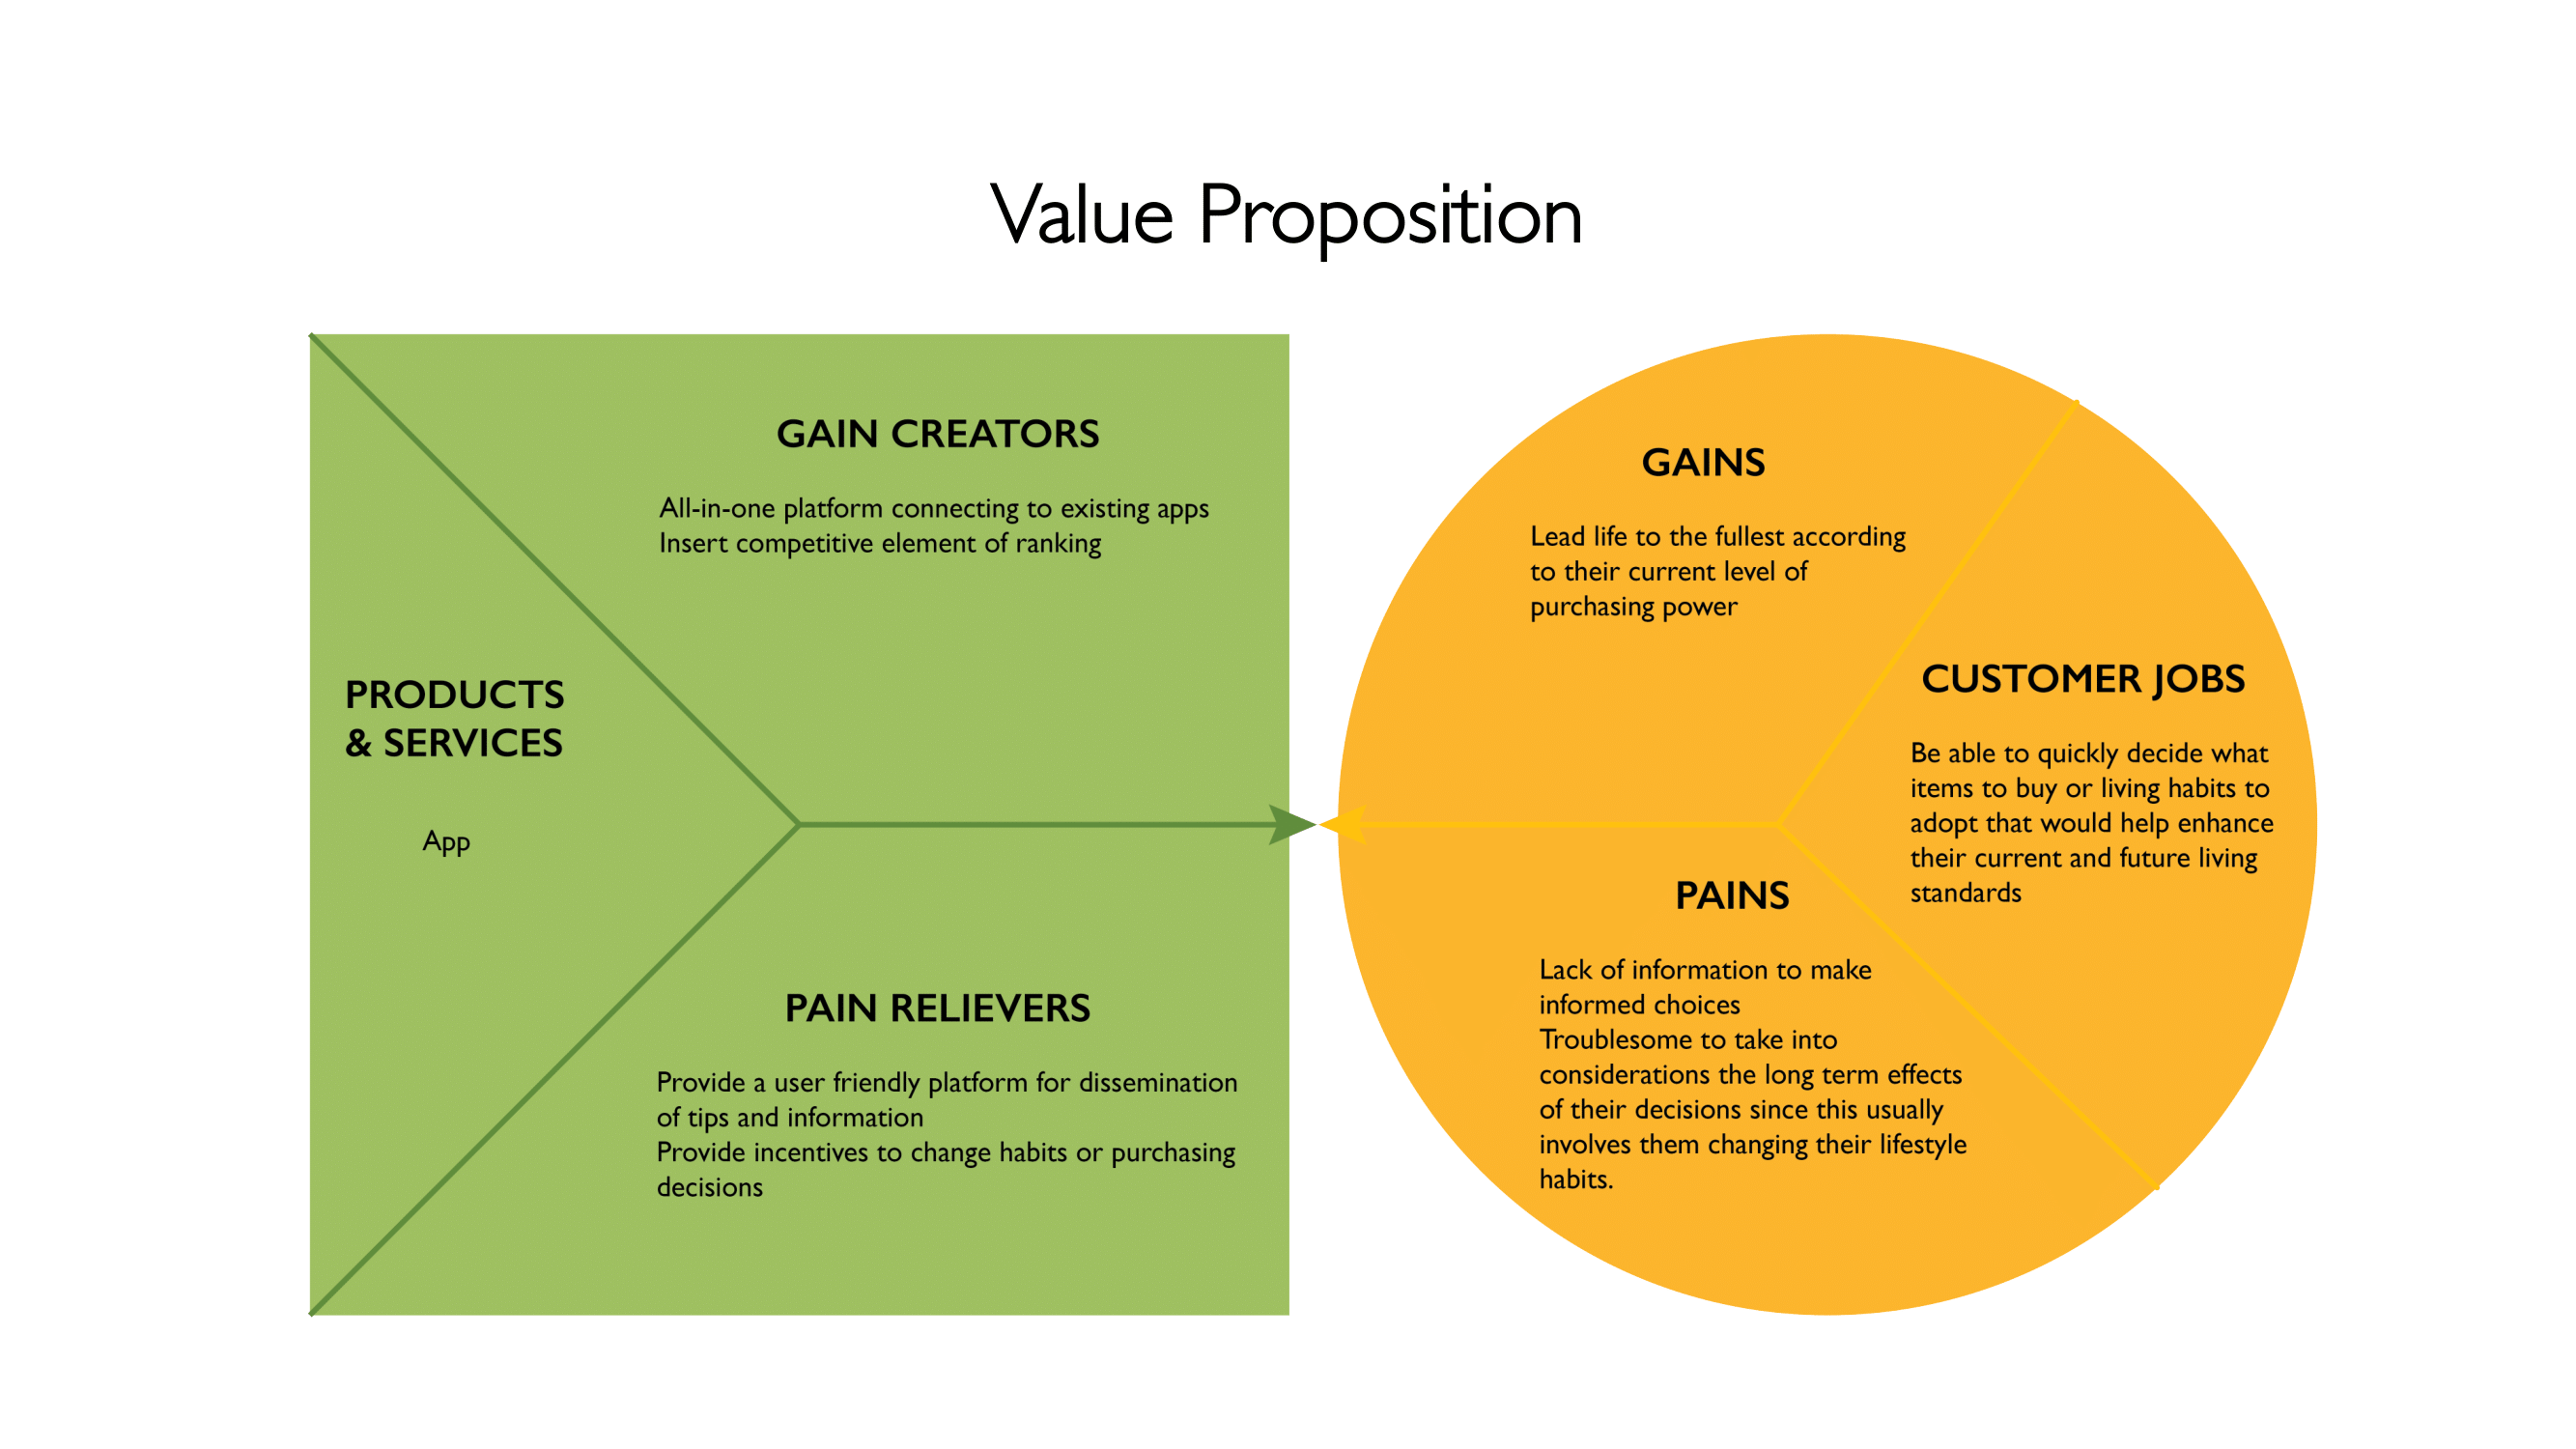 Value Proposition
GAIN CREATORS
All-in-one platform connecting to existing apps
Insert competitive element of ranking
PRODUCTS
& SERVICES
App
PAIN RELIEVERS
Provide a user friendly platform for dissemination
of tips and information
Provide incentives to change habits or purchasing
decisions
GAINS
Lead life to the fullest according
to their current level of
purchasing power
CUSTOMER JOBS
Be able to quickly decide what
items to buy or living habits to
adopt that would help enhance
their current and future living
standards
PAINS
Lack of information to make
informed choices
Troublesome to take into
considerations the long term effects
of their decisions since this usually
involves them changing their lifestyle
habits.